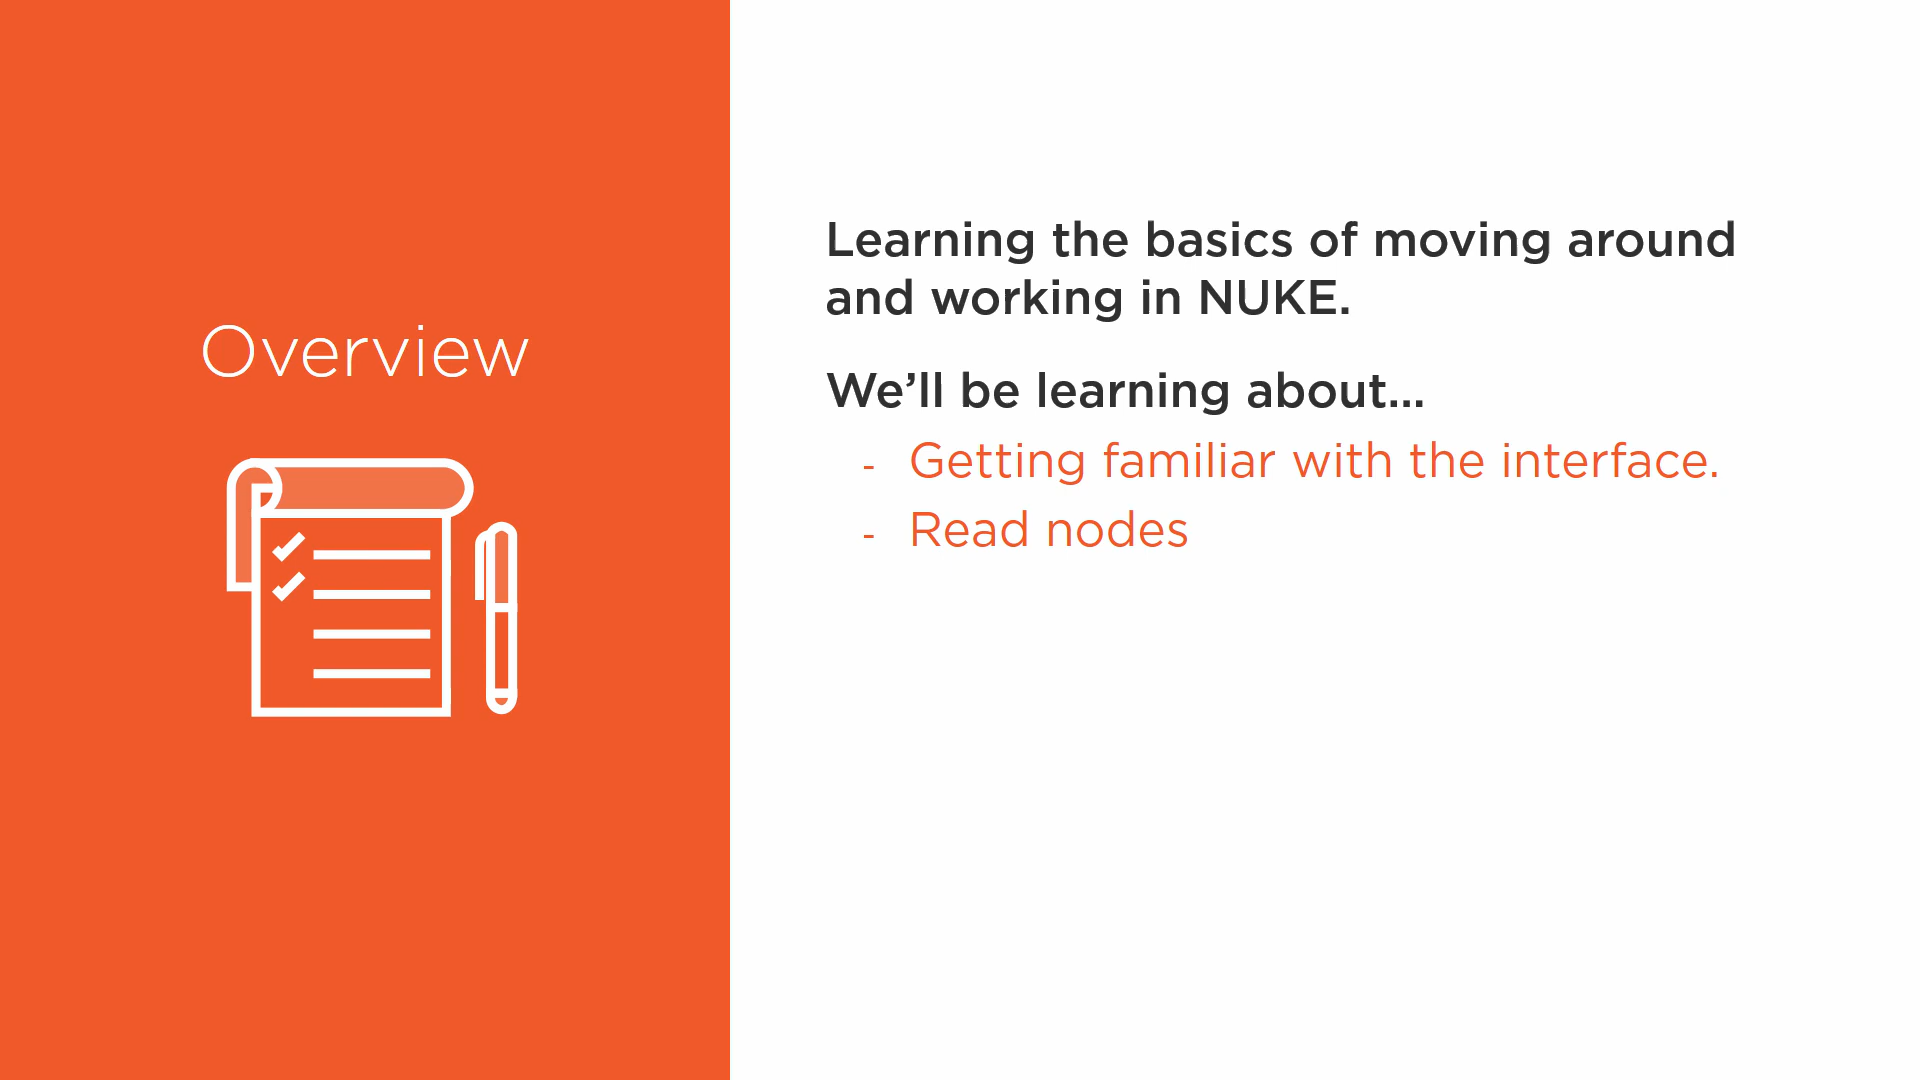 Overview
Learning the basics of moving around
and working in NUKE.
We’ll be learning about...
- Getting familiar with the interface.
- Read nodes